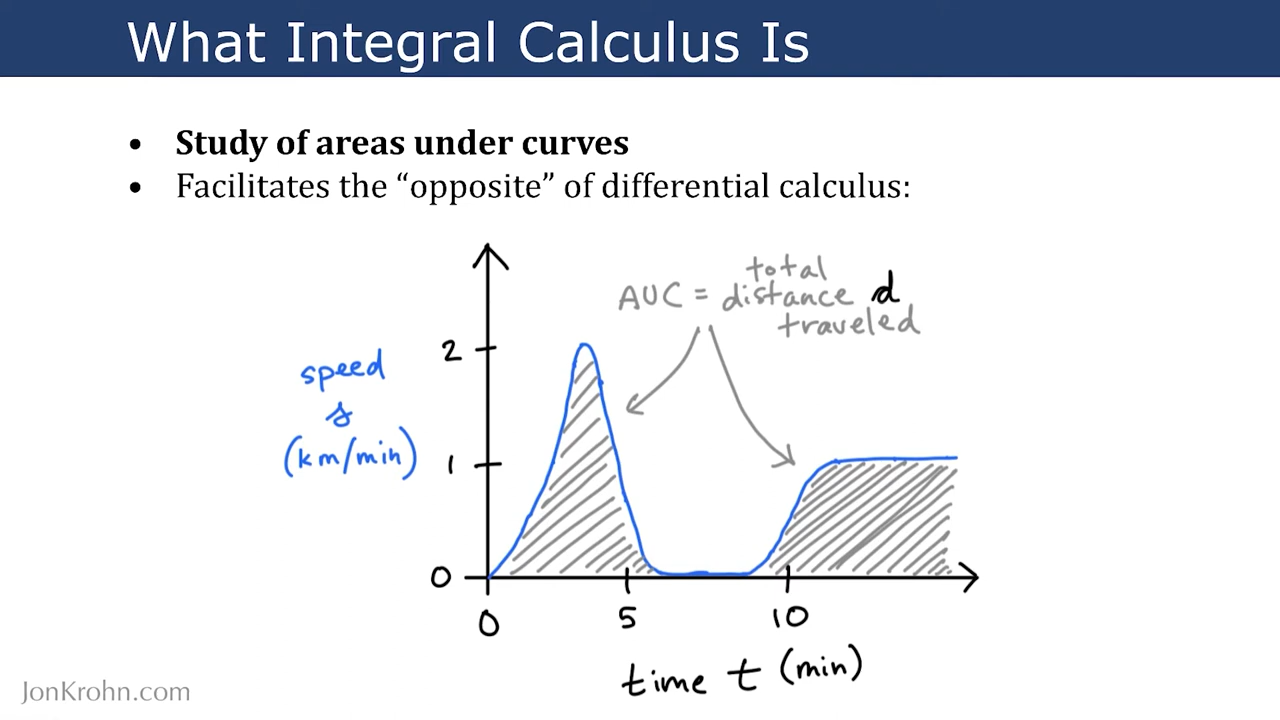 What Integral Calculus Is
• Study of areas under curves
• Facilitates the “opposite” of differential calculus:
total
AUC = distance d
traveled
2
speed
s
(km/min)
1
0
0 5 10
time t (min)
JonKrohn.com